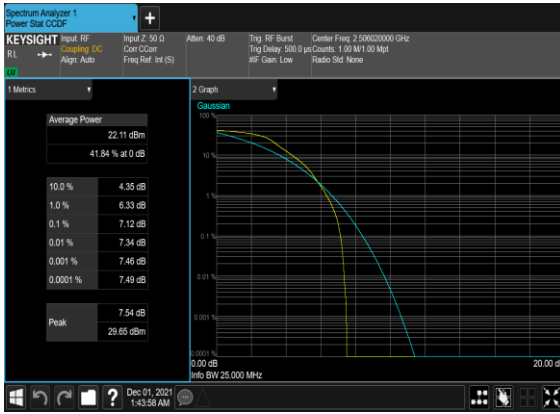 Spectrum Analyzer 1
Power Stat CCDF
KEYSIGHT
RL
LV
Input: RF
Coupling: DC
Align: Auto
Input Z: 50 Ω
Corr CCorr
Freq Ref: Int (S)
Atten: 40 dB
Trig: RF Burst
Trig Delay: 500.0 µs
#IF Gain: Low
Center Freq: 2.506020000 GHz
Counts: 1.00 M/1.00 Mpt
Radio Std: None
1 Metrics
Average Power
22.11 dBm
41.84 % at 0 dB
10.0 % 4.35 dB
1.0 % 6.33 dB
0.1 % 7.12 dB
0.01 % 7.34 dB
0.001 % 7.46 dB
0.0001 % 7.49 dB
Peak
7.54 dB
29.65 dBm
2 Graph
Gaussian
100 %
10 %
1 %
0.1 %
0.01 %
0.001 %
0.0001 %
0.00 dB
20.00 d
Info BW 25.000 MHz
?
Dec 01, 2021
1:43:58 AM